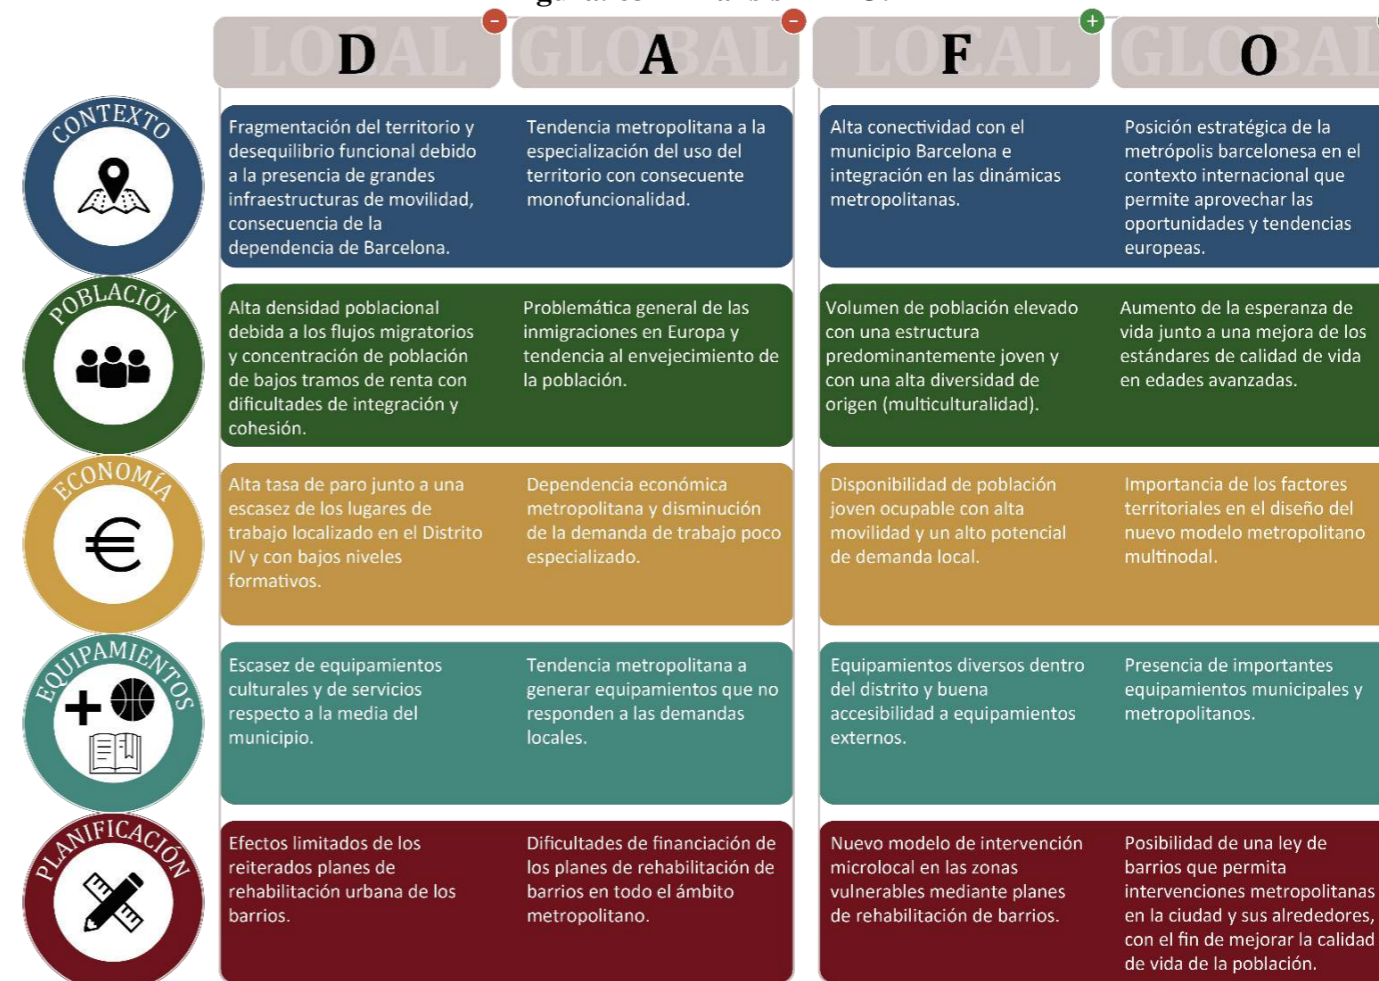 LOCAL
D
GLOBAL
A
LOCAL
F
GLOBAL
O
CONTEXTO
Fragmentación del territorio y
desequilibrio funcional debido
a la presencia de grandes
infraestructuras de movilidad,
consecuencia de la
dependencia de Barcelona.
Tendencia metropolitana a la
especialización del uso del
territorio con consecuente
monofuncionalidad.
Alta conectividad con el
municipio Barcelona e
integración en las dinámicas
metropolitanas.
Posición estratégica de la
metrópolis barcelonesa en el
contexto internacional que
permite aprovechar las
oportunidades y tendencias
europeas.
POBLACIÓN
Alta densidad poblacional
debida a los flujos migratorios
y concentración de población
de bajos tramos de renta con
dificultades de integración y
cohesión.
Problemática general de las
inmigraciones en Europa y
tendencia al envejecimiento de
la población.
Volumen de población elevado
con una estructura
predominantemente joven y
con una alta diversidad de
origen (multiculturalidad).
Aumento de la esperanza de
vida junto a una mejora de los
estándares de calidad de vida
en edades avanzadas.
ECONOMÍA
€
Alta tasa de paro junto a una
escasez de los lugares de
trabajo localizado en el Distrito
IV y con bajos niveles
formativos.
Dependencia económica
metropolitana y disminución
de la demanda de trabajo poco
especializado.
Disponibilidad de población
joven ocupable con alta
movilidad y un alto potencial
de demanda local.
Importancia de los factores
territoriales en el diseño del
nuevo modelo metropolitano
multinodal.
EQUIPAMIENTOS
Escasez de equipamientos
culturales y de servicios
respecto a la media del
municipio.
Tendencia metropolitana a
generar equipamientos que no
responden a las demandas
locales.
Equipamientos diversos dentro
del distrito y buena
accesibilidad a equipamientos
externos.
Presencia de importantes
equipamientos municipales y
metropolitanos.
PLANIFICACIÓN
Efectos limitados de los
reiterados planes de
rehabilitación urbana de los
barrios.
Dificultades de financiación de
los planes de rehabilitación de
barrios en todo el ámbito
metropolitano.
Nuevo modelo de intervención
microlocal en las zonas
vulnerables mediante planes
de rehabilitación de barrios.
Posibilidad de una ley de
barrios que permita
intervenciones metropolitanas
en la ciudad y sus alrededores,
con el fin de mejorar la calidad
de vida de la población.